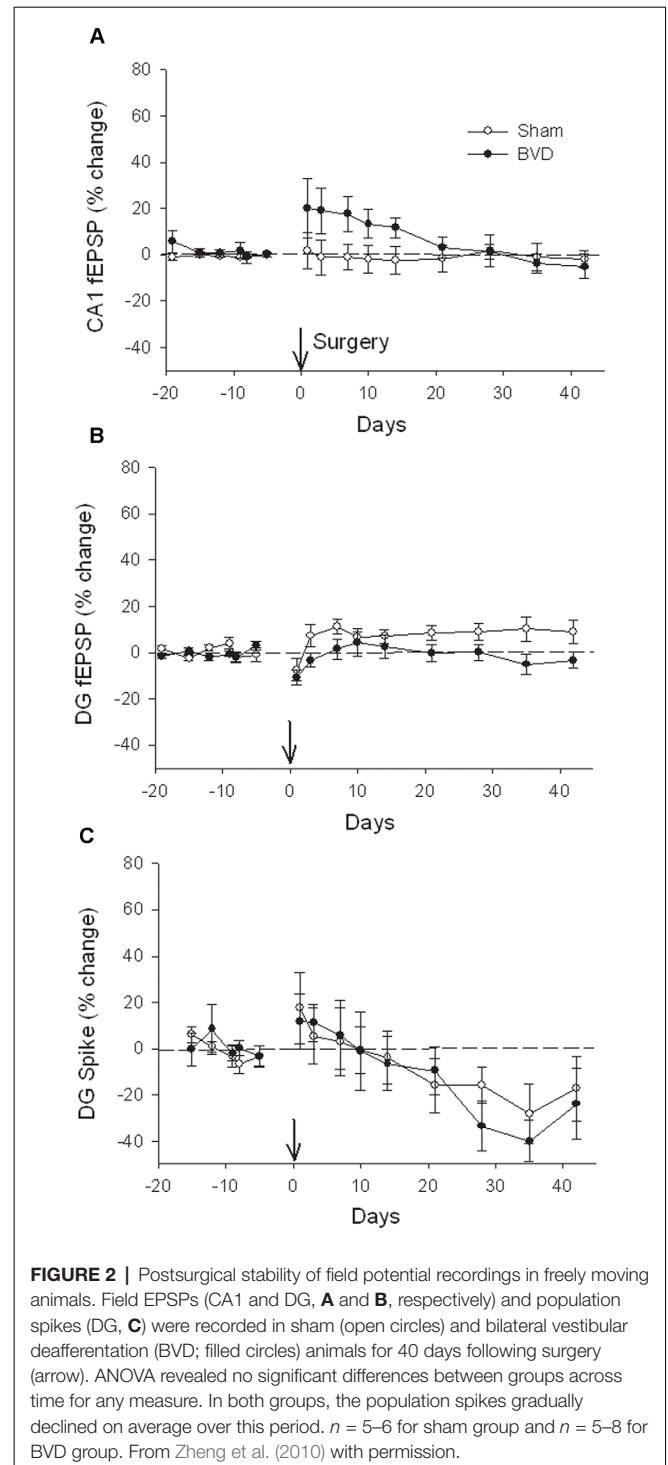 A
80
60
40
20
0
-20
-40
CA1 fEPSP (% change)
Sham
BVD
Surgery
-20 -10 0 10 20 30 40
Days
B
80
60
40
20
0
-20
-40
DG fEPSP (% change)
-20 -10 0 10 20 30 40
Days
C
80
60
40
20
0
-20
-40
DG Spike (% change)
-20 -10 0 10 20 30 40
Days
FIGURE 2 | Postsurgical stability of field potential recordings in freely moving
animals. Field EPSPs (CA1 and DG, A and B, respectively) and population
spikes (DG, C) were recorded in sham (open circles) and bilateral vestibular
deafferentation (BVD; filled circles) animals for 40 days following surgery
(arrow). ANOVA revealed no significant differences between groups across
time for any measure. In both groups, the population spikes gradually
declined on average over this period. n = 5–6 for sham group and n = 5–8 for
BVD group. From Zheng et al. (2010) with permission.